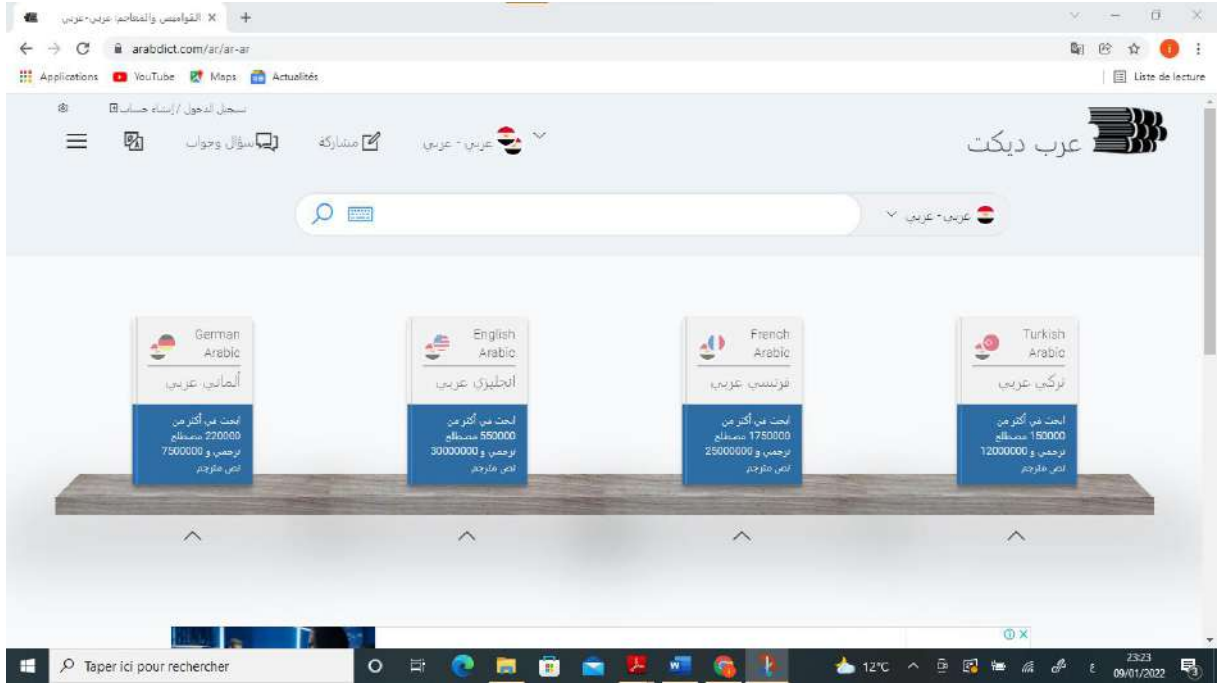 القواميس والمعاجم: عربي-عربي
arabdict.com/ar/ar-ar
Applications YouTube Maps Actualités Liste de lecture
تسجيل الدخول / إنشاء حساب
عرب ديكت
عربي - عربي
مشاركة
سؤال وجواب
عربي - عربي
German
Arabic
ألماني عربي
ابحث في أكثر من
220000 مصطلح
ترجمي و 7500000
نص مترجم
English
Arabic
انجليزي عربي
ابحث في أكثر من
550000 مصطلح
ترجمي و 30000000
نص مترجم
French
Arabic
فرنسي عربي
ابحث في أكثر من
1750000 مصطلح
ترجمي و 25000000
نص مترجم
Turkish
Arabic
تركي عربي
ابحث في أكثر من
150000 مصطلح
ترجمي و 12000000
نص مترجم
Taper ici pour rechercher
12°C
ع
23:23
09/01/2022
3